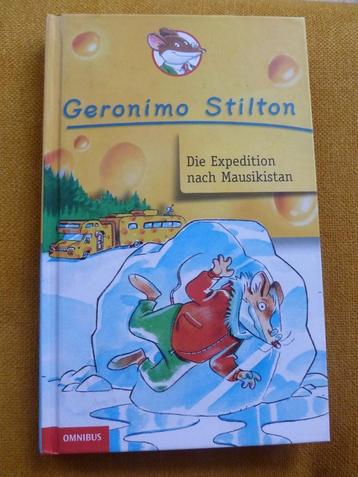 Geronimo Stilton
Die Expedition
nach Mausikistan
OMNIBUS